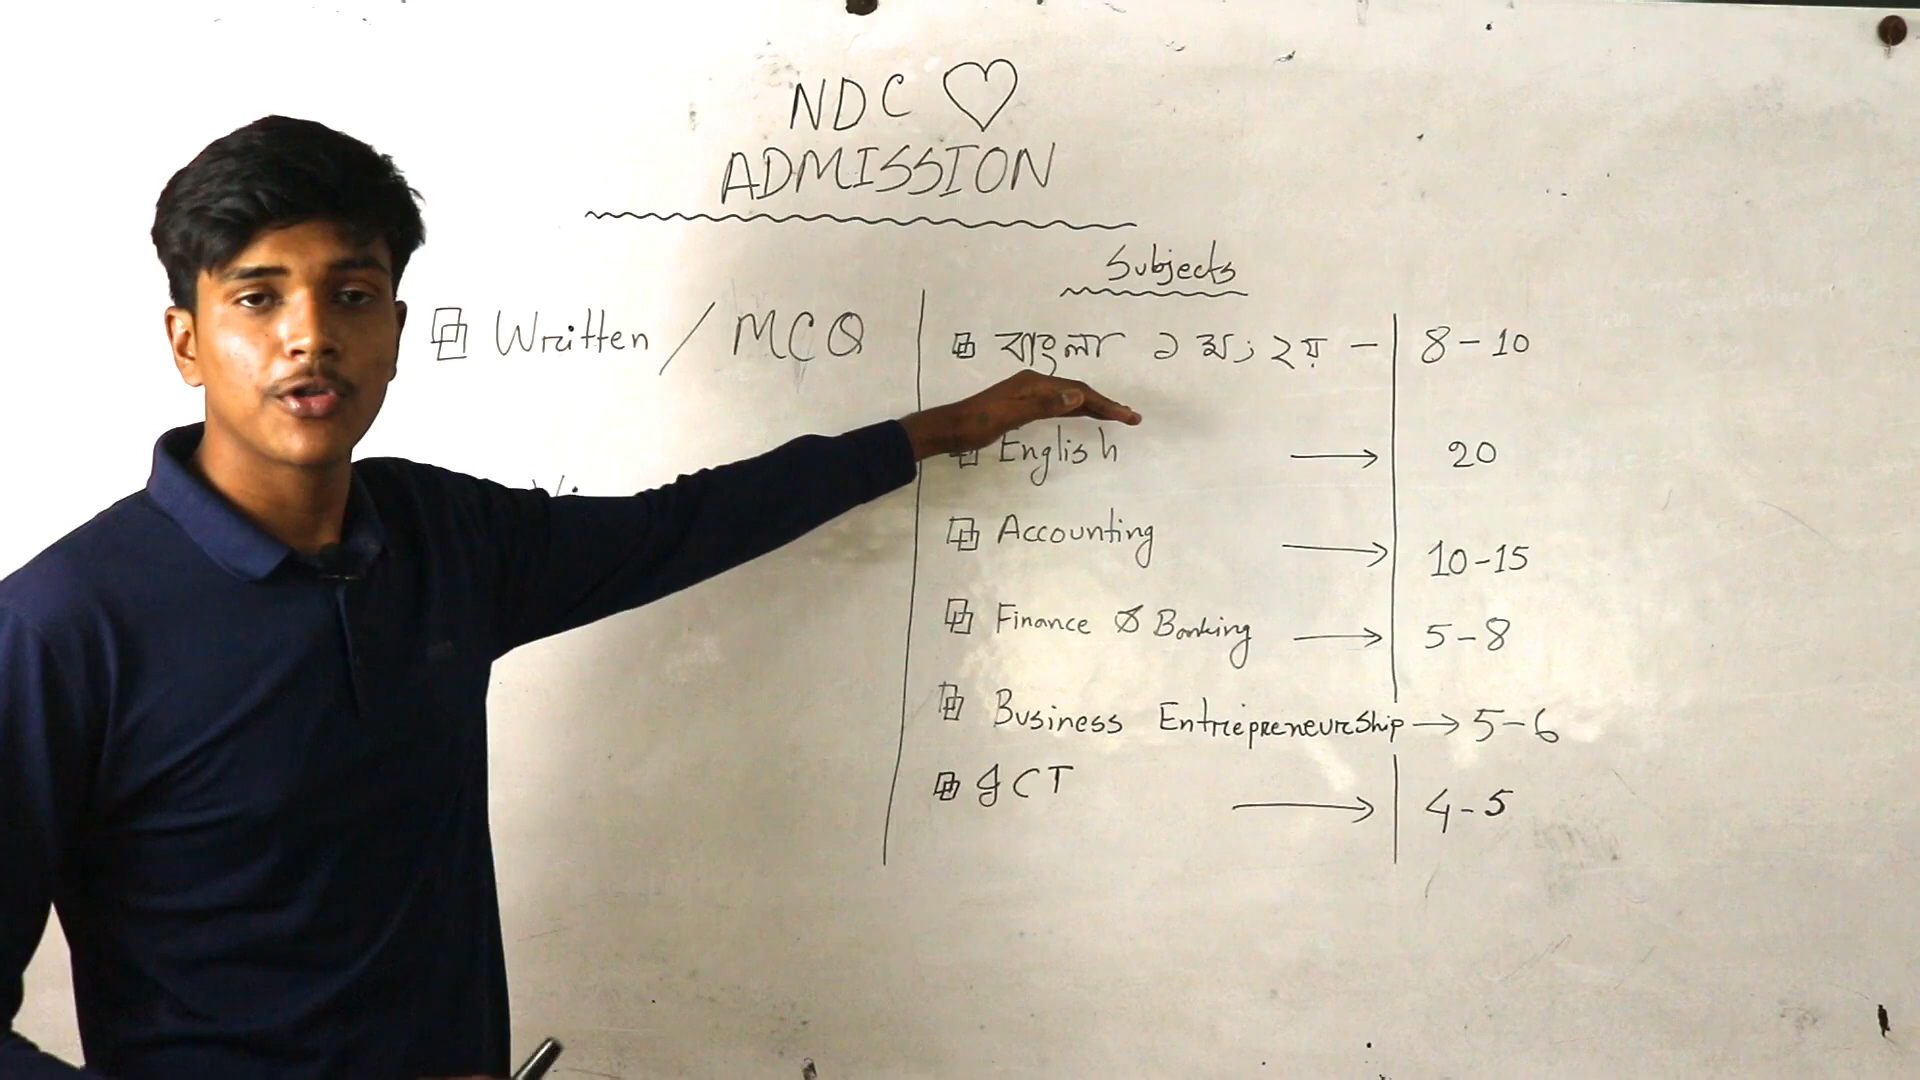 NDC ♡
ADMISSION
Written / MCQ
Subjects
বাংলা ১ম, ২য় - 8-10
English → 20
Accounting → 10-15
Finance & Banking → 5-8
Business Entrepreneurship → 5-6
ICT → 4-5